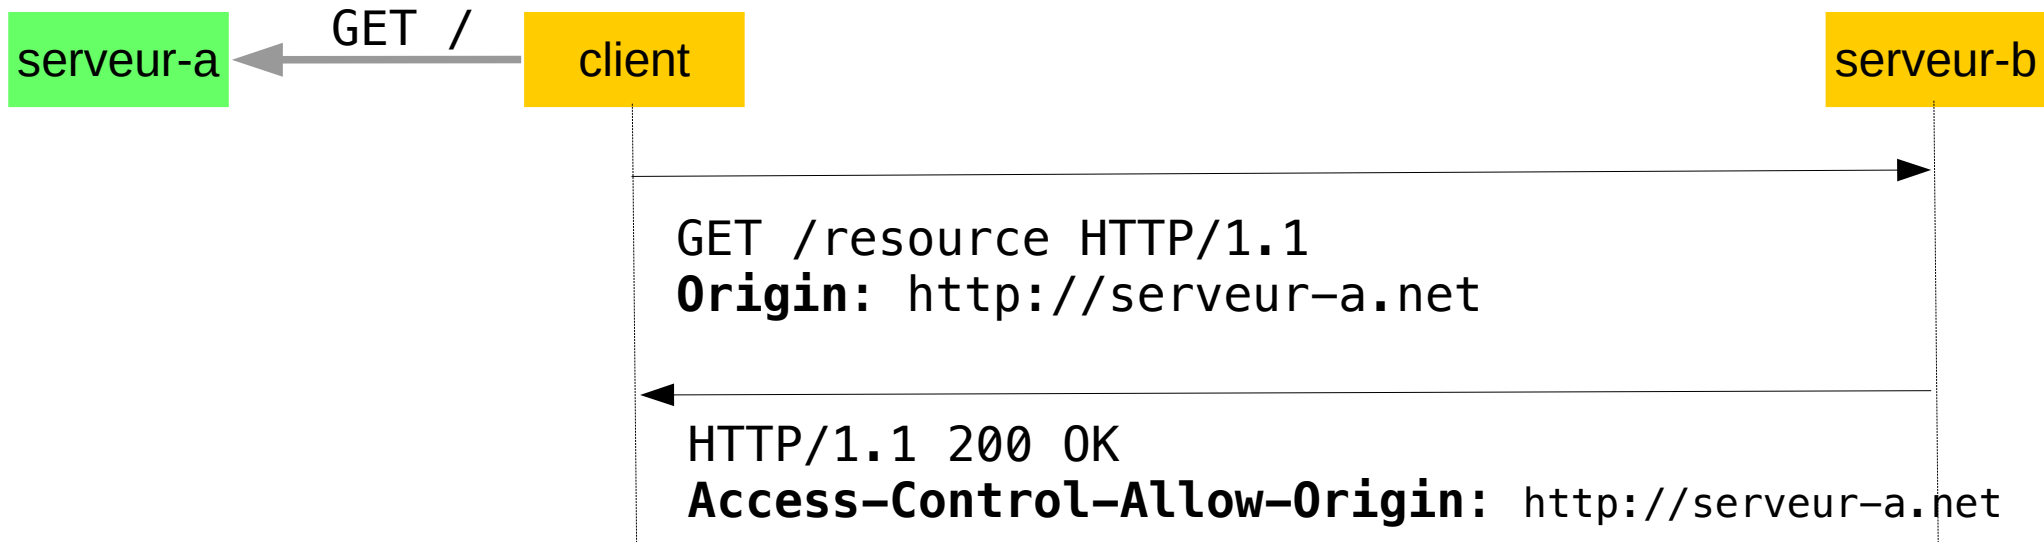 serveur-a
GET /
client
serveur-b
GET /resource HTTP/1.1
Origin: http://serveur-a.net
HTTP/1.1 200 OK
Access-Control-Allow-Origin: http://serveur-a.net